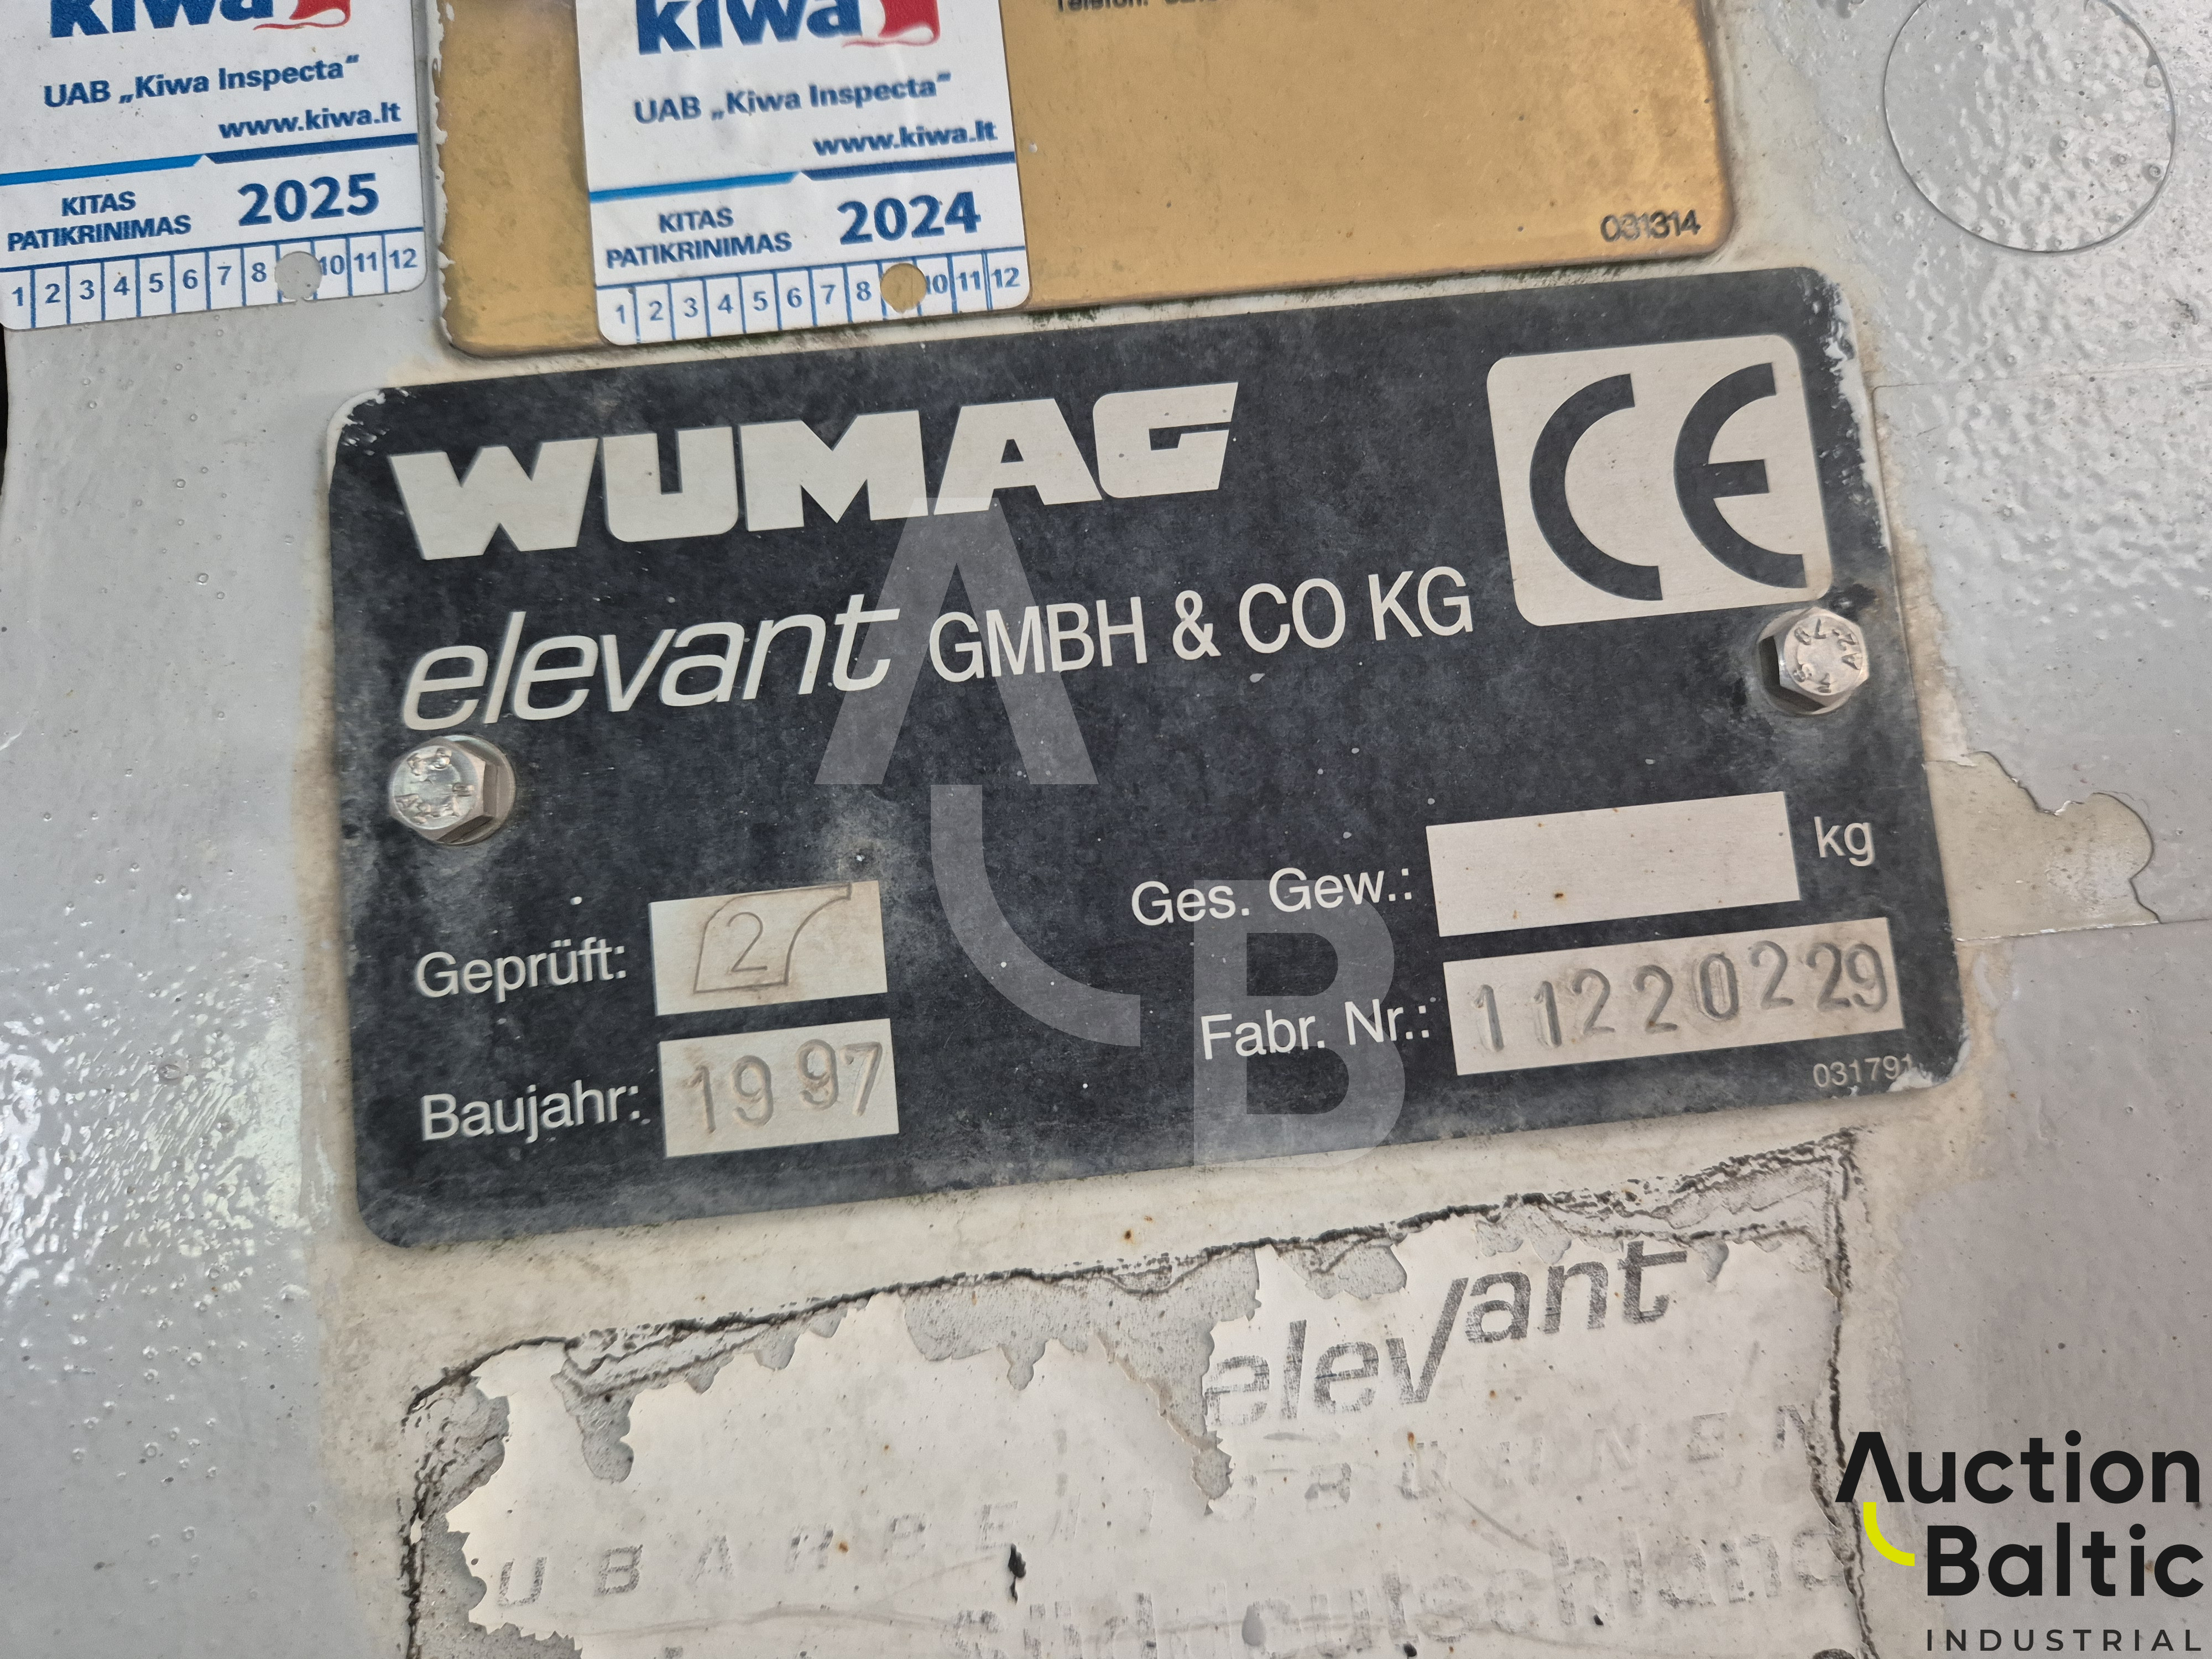 kiwa
UAB „Kiwa Inspecta“
www.kiwa.lt
KITAS
PATIKRINIMAS
2025
1 2 3 4 5 6 7 8 10 11 12
kiwa
UAB „Kiwa Inspecta“
www.kiwa.lt
KITAS
PATIKRINIMAS
2024
1 2 3 4 5 6 7 8 10 11 12
Telefon:
031314
WUMAG
CE
elevant GMBH & CO KG
Geprüft: 2
Baujahr: 1997
Ges. Gew.: kg
Fabr. Nr.: 11220229
031791
elevant
Süddeutschland
A
B
Auction
Baltic
INDUSTRIAL